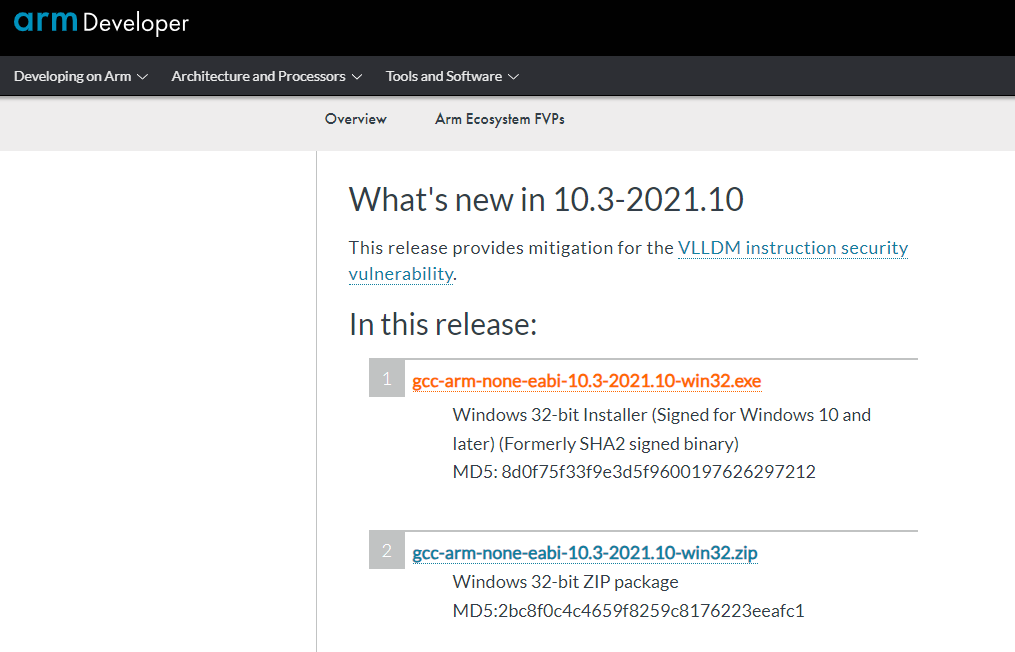 arm Developer
Developing on Arm Architecture and Processors Tools and Software
Overview Arm Ecosystem FVPs
What's new in 10.3-2021.10
This release provides mitigation for the VLLDM instruction security
vulnerability.
In this release:
1 gcc-arm-none-eabi-10.3-2021.10-win32.exe
Windows 32-bit Installer (Signed for Windows 10 and
later) (Formerly SHA2 signed binary)
MD5: 8d0f75f33f9e3d5f9600197626297212
2 gcc-arm-none-eabi-10.3-2021.10-win32.zip
Windows 32-bit ZIP package
MD5:2bc8f0c4c4659f8259c8176223eeafc1